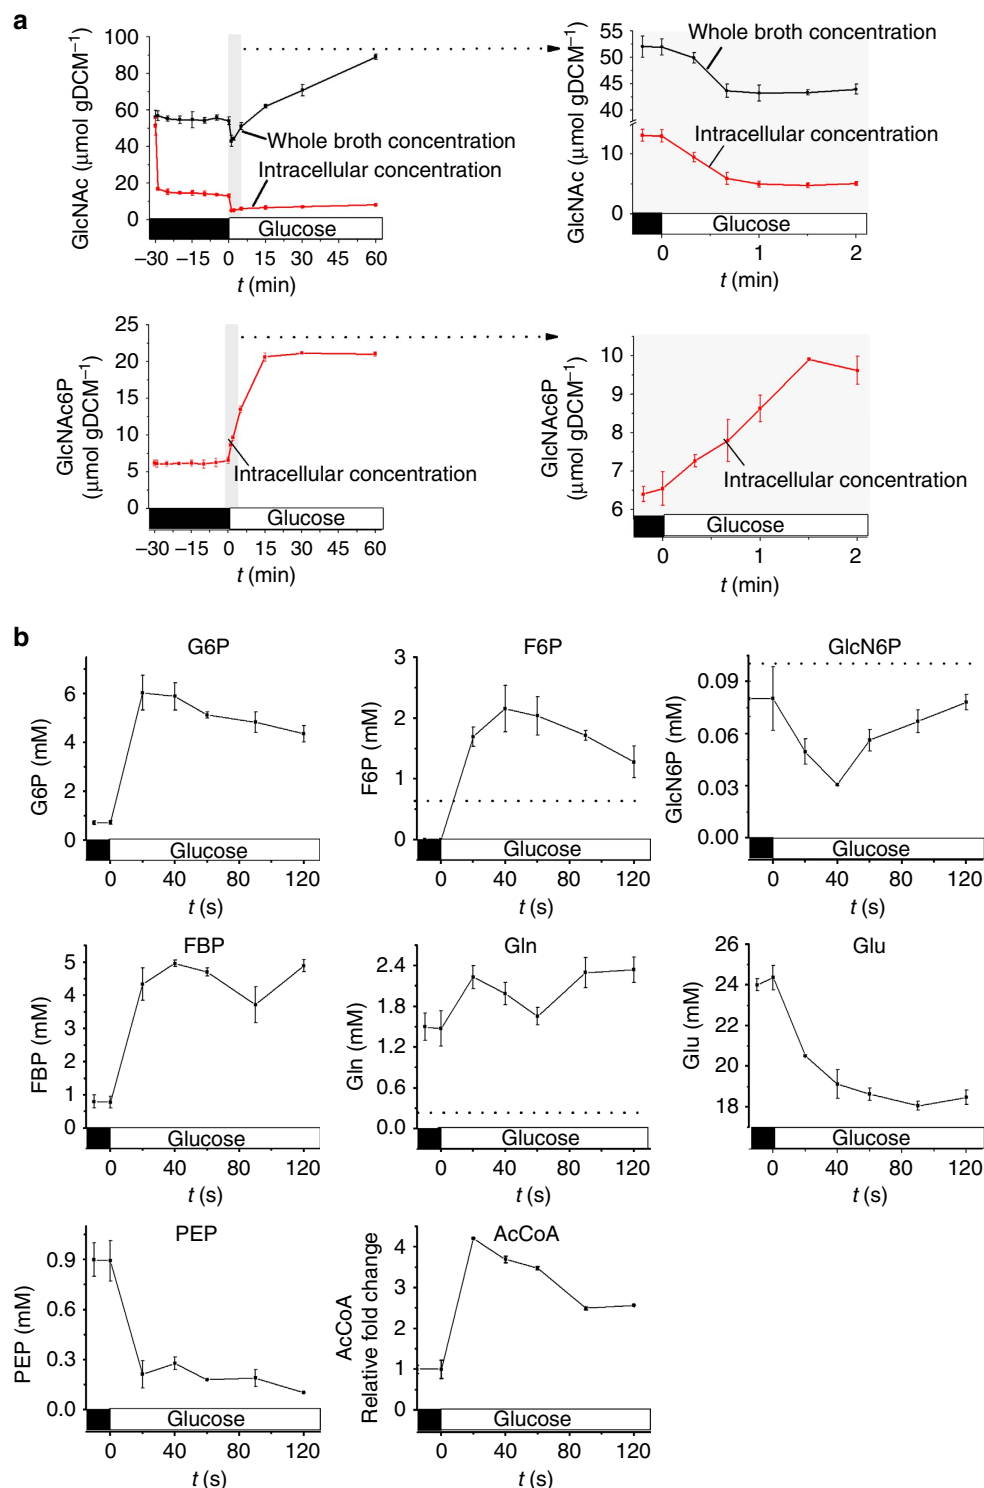 a
GlcNAc (μmol gDCM⁻¹)
100
80
60
40
20
0
Whole broth concentration
Intracellular concentration
Glucose
−30 −15 0 15 30 45 60
t (min)
GlcNAc (μmol gDCM⁻¹)
55
50
45
40
10
5
0
Whole broth concentration
Intracellular concentration
Glucose
0 1 2
t (min)
GlcNAc6P
(μmol gDCM⁻¹)
25
20
15
10
5
0
Intracellular concentration
Glucose
−30 −15 0 15 30 45 60
t (min)
GlcNAC6P
(μmol gDCM⁻¹)
10
9
8
7
6
Intracellular concentration
Glucose
0 1 2
t (min)
b
G6P
G6P (mM)
6
4
2
0
Glucose
0 40 80 120
t (s)
F6P
F6P (mM)
3
2
1
0
Glucose
0 40 80 120
t (s)
GlcN6P
GlcN6P (mM)
0.09
0.06
0.03
0.00
Glucose
0 40 80 120
t (s)
FBP
FBP (mM)
5
4
3
2
1
0
Glucose
0 40 80 120
t (s)
Gln
Gln (mM)
2.4
1.8
1.2
0.6
0.0
Glucose
0 40 80 120
t (s)
Glu
Glu (mM)
26
24
22
20
18
Glucose
0 40 80 120
t (s)
PEP
PEP (mM)
0.9
0.6
0.3
0.0
Glucose
0 40 80 120
t (s)
AcCoA
AcCoA
Relative fold change
4
3
2
1
0
Glucose
0 40 80 120
t (s)